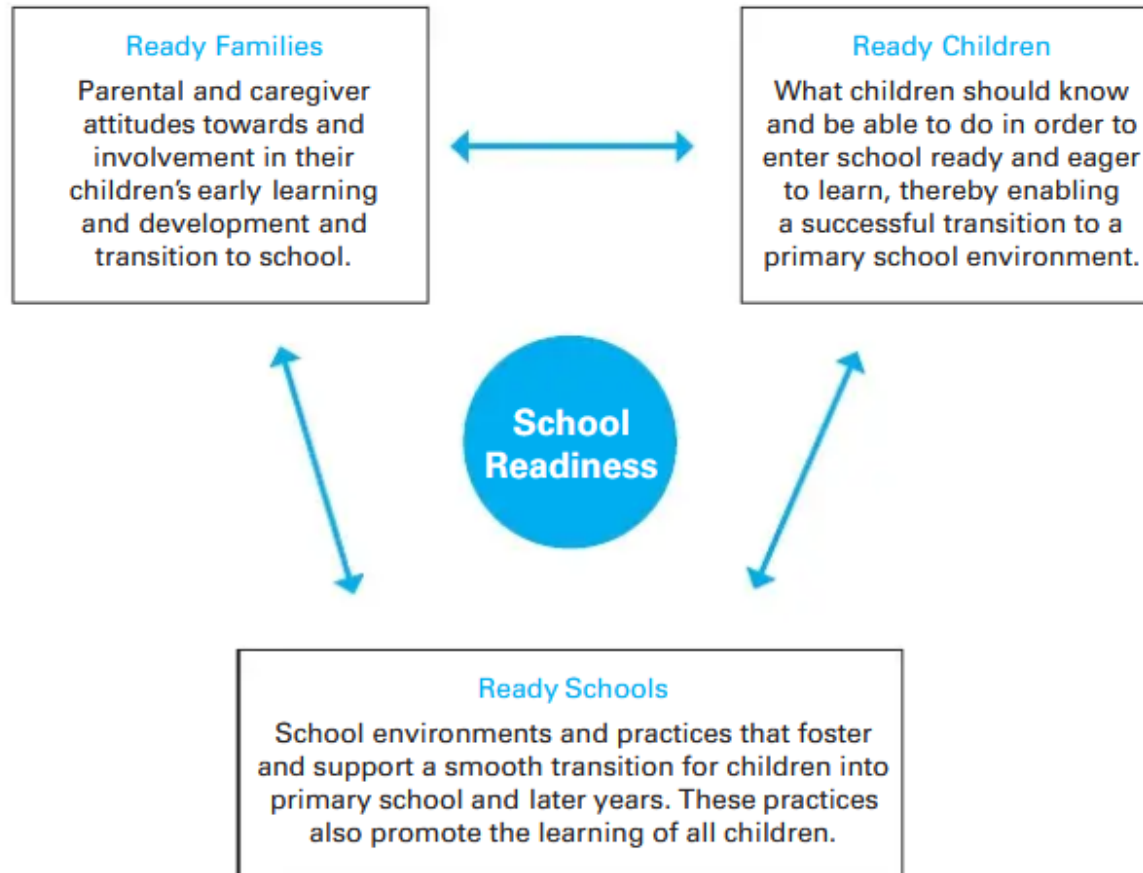 Ready Families
Parental and caregiver
attitudes towards and
involvement in their
children's early learning
and development and
transition to school.
Ready Children
What children should know
and be able to do in order to
enter school ready and eager
to learn, thereby enabling
a successful transition to a
primary school environment.
School
Readiness
Ready Schools
School environments and practices that foster
and support a smooth transition for children into
primary school and later years. These practices
also promote the learning of all children.